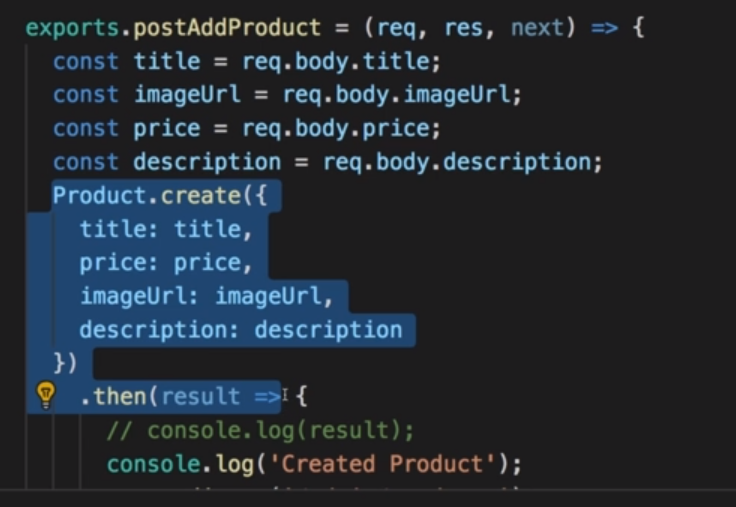 exports.postAddProduct = (req, res, next) => {
const title = req.body.title;
const imageUrl = req.body.imageUrl;
const price = req.body.price;
const description = req.body.description;
Product.create({
title: title,
price: price,
imageUrl: imageUrl,
description: description
})
.then(result => {
// console.log(result);
console.log('Created Product');